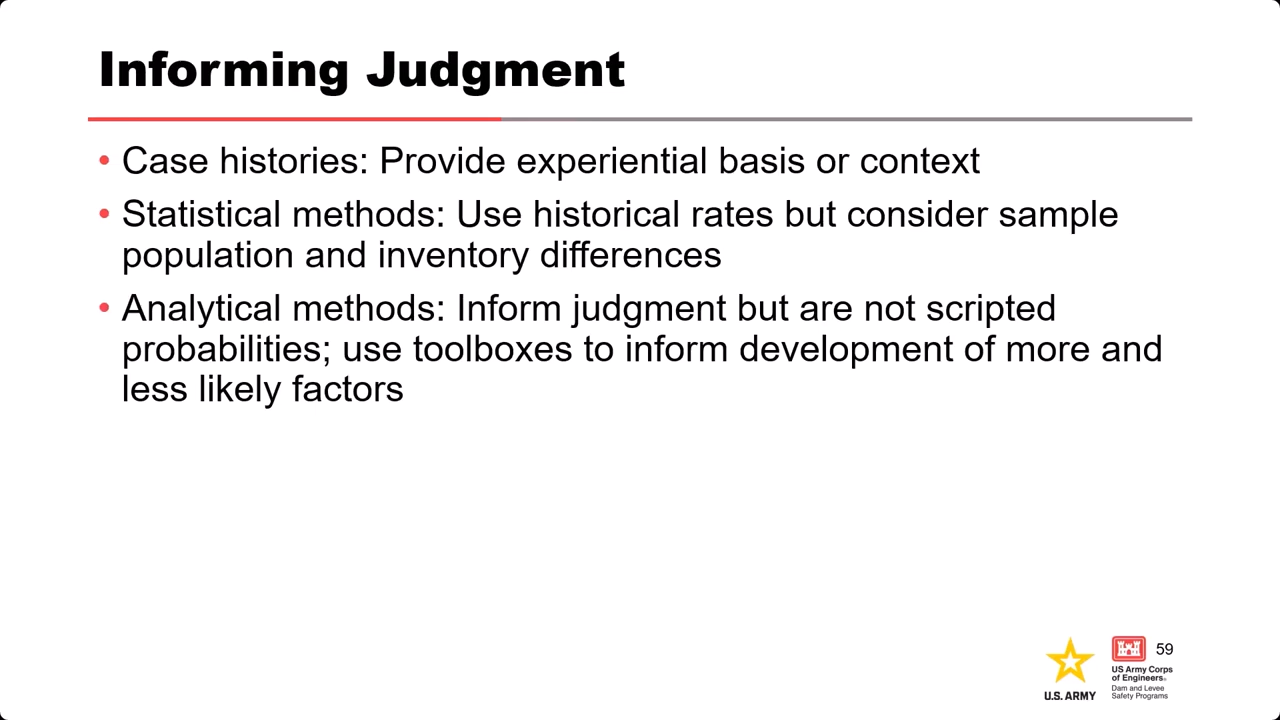 Informing Judgment
• Case histories: Provide experiential basis or context
• Statistical methods: Use historical rates but consider sample
population and inventory differences
• Analytical methods: Inform judgment but are not scripted
probabilities; use toolboxes to inform development of more and
less likely factors
59
U.S. ARMY
US Army Corps
of Engineers®
Dam and Levee
Safety Programs